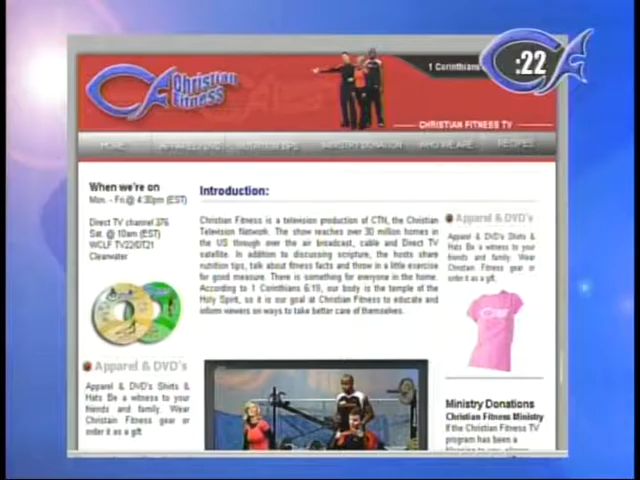 :22
Christian
Fitness
1 Corinthians
CHRISTIAN FITNESS TV
HOME
APPAREL/DVD
NUTRITION TIPS
MINISTRY DONATION
WHO WE ARE
RECIPES
When we're on
Mon. - Fri.@ 4:30pm (EST)
Direct TV channel 376
Sat. @ 10am (EST)
WCLF TV22/DT21
Clearwater
Apparel & DVD's
Apparel & DVD's Shirts &
Hats Be a witness to your
friends and family. Wear
Christain Fitness gear or
order it as a gift.
Introduction:
Christian Fitness is a television production of CTN, the Christian
Television Network. The show reaches over 30 million homes in
the US through over the air broadcast, cable and Direct TV
satellite. In addition to discussing scripture, the hosts share
nutrition tips, talk about fitness facts and throw in a little exercise
for good measure. There is something for everyone in the home.
According to 1 Corinthians 6:19, our body is the temple of the
Holy Spirit, so it is our goal at Christian Fitness to educate and
inform viewers on ways to take better care of themselves.
Apparel & DVD's
Apparel & DVD's Shirts &
Hats Be a witness to your
friends and family. Wear
Christain Fitness gear or
order it as a gift.
Ministry Donations
Christian Fitness Ministry
If the Christian Fitness TV
program has been a